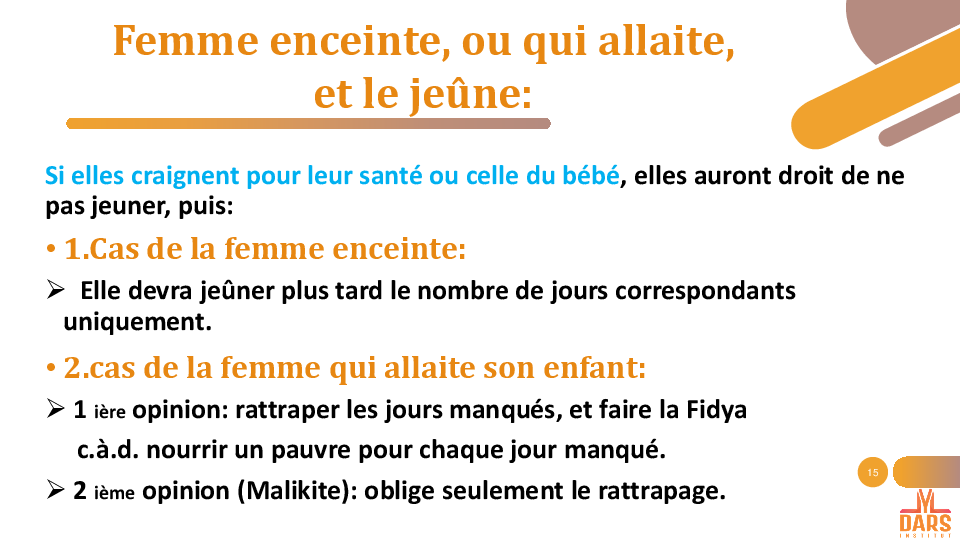 Femme enceinte, ou qui allaite,
et le jeûne:
Si elles craignent pour leur santé ou celle du bébé, elles auront droit de ne
pas jeuner, puis:
• 1.Cas de la femme enceinte:
➢ Elle devra jeûner plus tard le nombre de jours correspondants
uniquement.
• 2.cas de la femme qui allaite son enfant:
➢ 1 ière opinion: rattraper les jours manqués, et faire la Fidya
c.à.d. nourrir un pauvre pour chaque jour manqué.
➢ 2 ième opinion (Malikite): oblige seulement le rattrapage.
15
DARS
INSTITUT